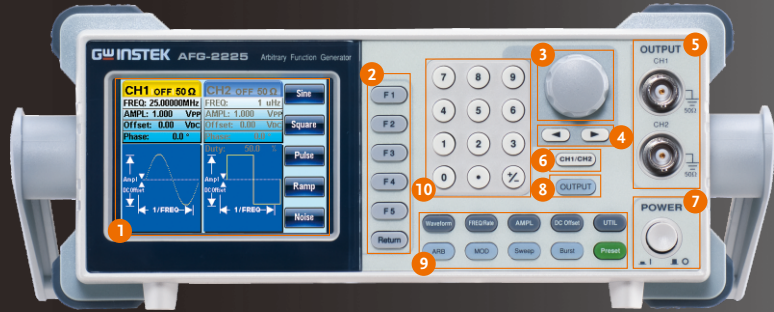 GWINSTEK AFG-2225 Arbitrary Function Generator
CH1 OFF 50 Ω
FREQ: 25.00000MHz
AMPL: 1.000 VPP
Offset: 0.00 VDC
Phase: 0.0 °
Ampl
DC Offset
1/FREQ
CH2 OFF 50 Ω
FREQ: 1 uHz
AMPL: 1.000 VPP
Offset: 0.00 VDC
Duty: 50.0 %
Ampl
DC Offset
1/FREQ
Sine
Square
Pulse
Ramp
Noise
1
2
F 1
F 2
F 3
F 4
F 5
Return
7 8 9
4 5 6
1 2 3
0 • +/-
10
3
4
6
CH1/CH2
8
OUTPUT
Waveform FREQ/Rate AMPL DC Offset UTIL
ARB MOD Sweep Burst Preset
9
5
OUTPUT
CH1
50Ω
CH2
50Ω
7
POWER
I O